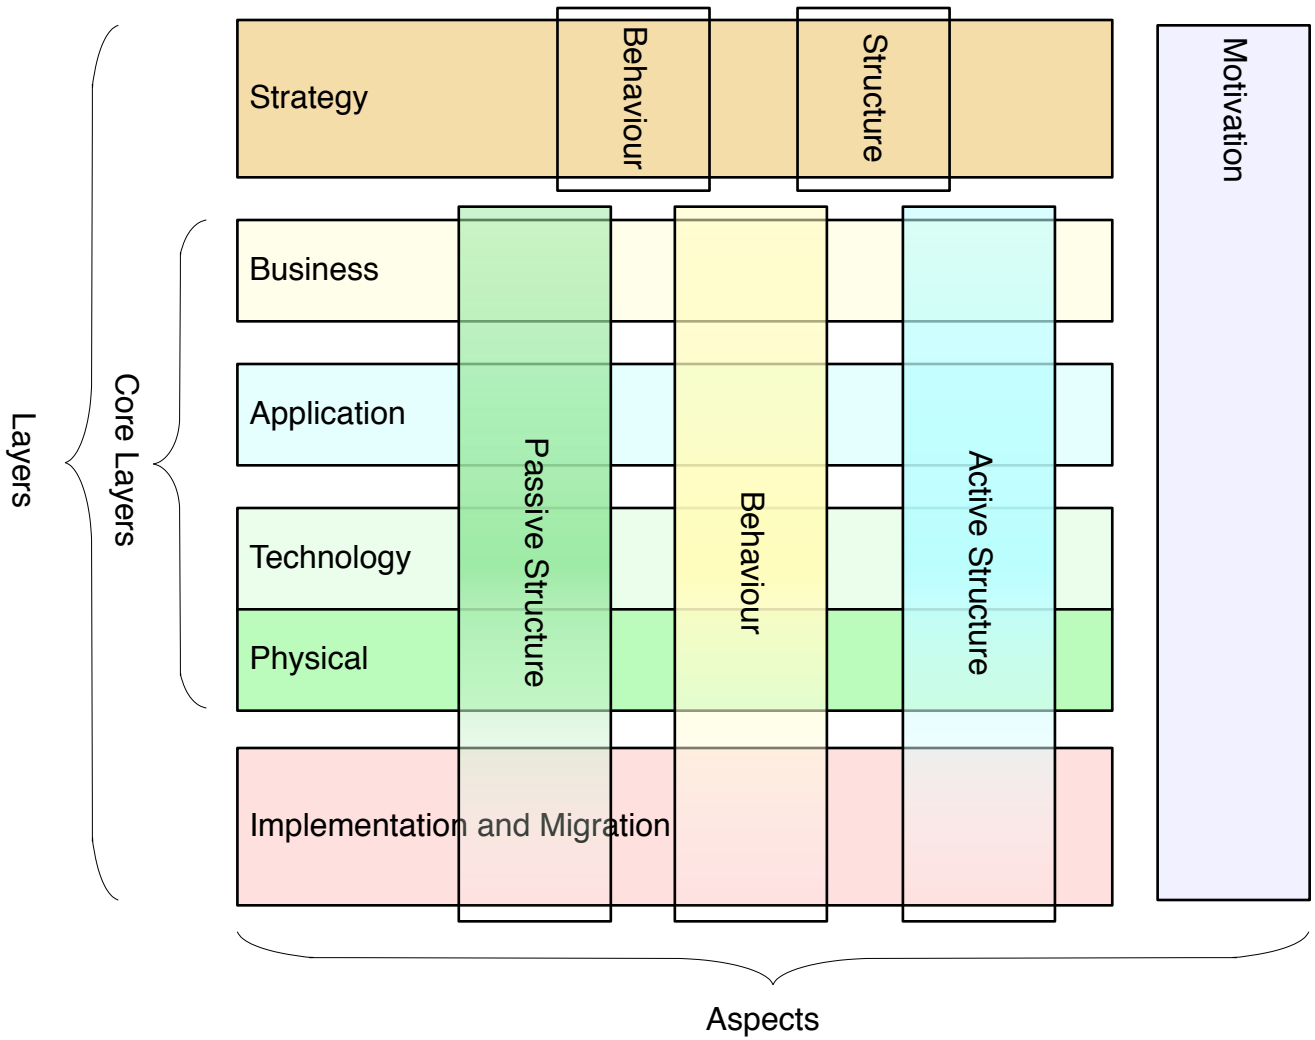 Behaviour
Structure
Motivation
Strategy
Business
Application
Technology
Physical
Implementation and Migration
Passive Structure
Behaviour
Active Structure
Core Layers
Layers
Aspects